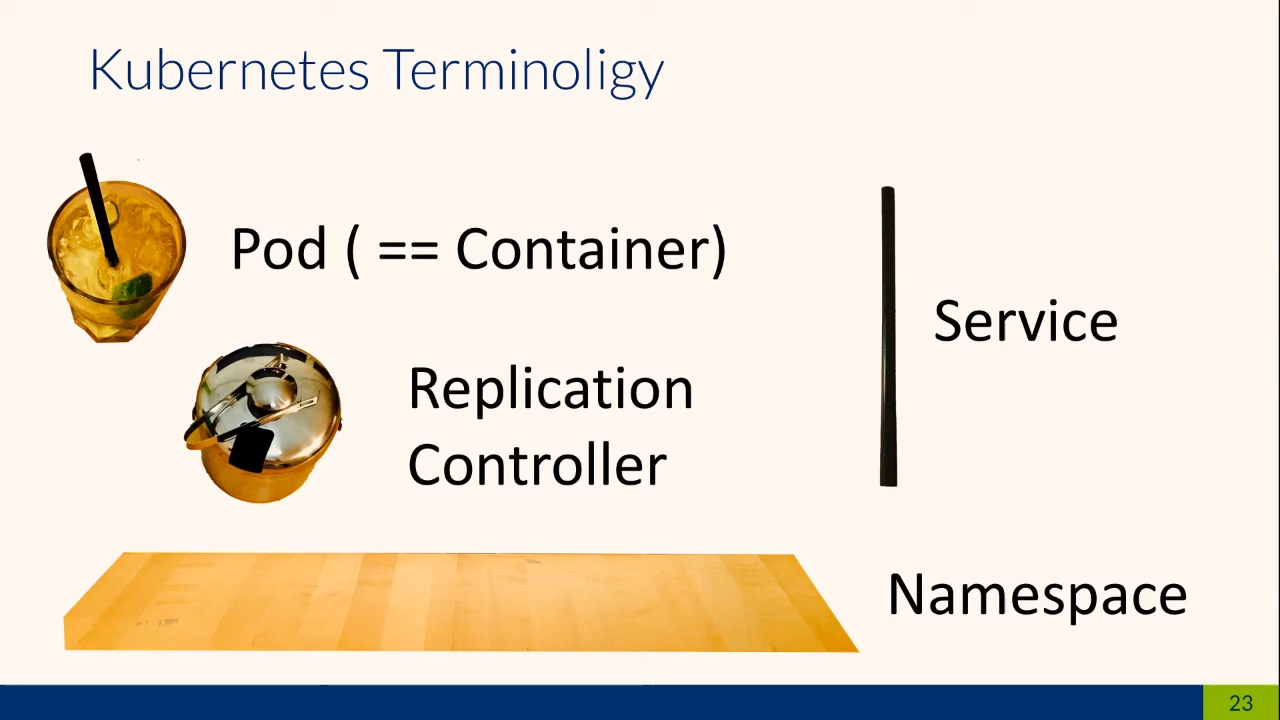 Kubernetes Terminoligy
Pod ( == Container)
Service
Replication
Controller
Namespace
23